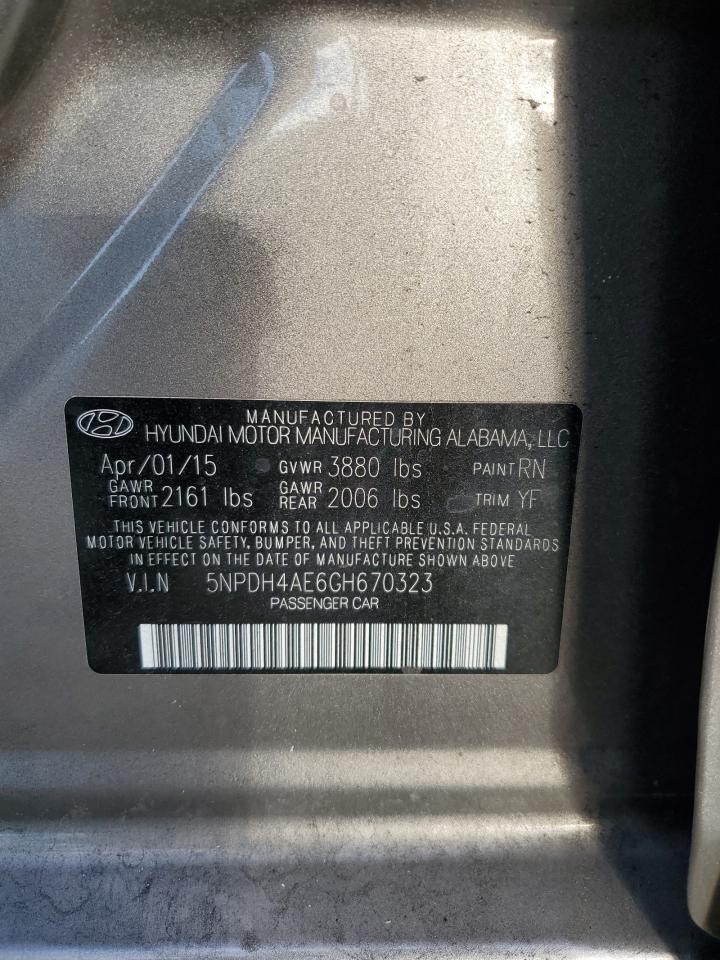 MANUFACTURED BY
HYUNDAI MOTOR MANUFACTURING ALABAMA, LLC
Apr/01/15 GVWR 3880 lbs PAINT RN
GAWR FRONT 2161 lbs GAWR REAR 2006 lbs TRIM YF
THIS VEHICLE CONFORMS TO ALL APPLICABLE U.S.A. FEDERAL
MOTOR VEHICLE SAFETY, BUMPER, AND THEFT PREVENTION STANDARDS
IN EFFECT ON THE DATE OF MANUFACTURE SHOWN ABOVE
V.I.N 5NPDH4AE6GH670323
PASSENGER CAR